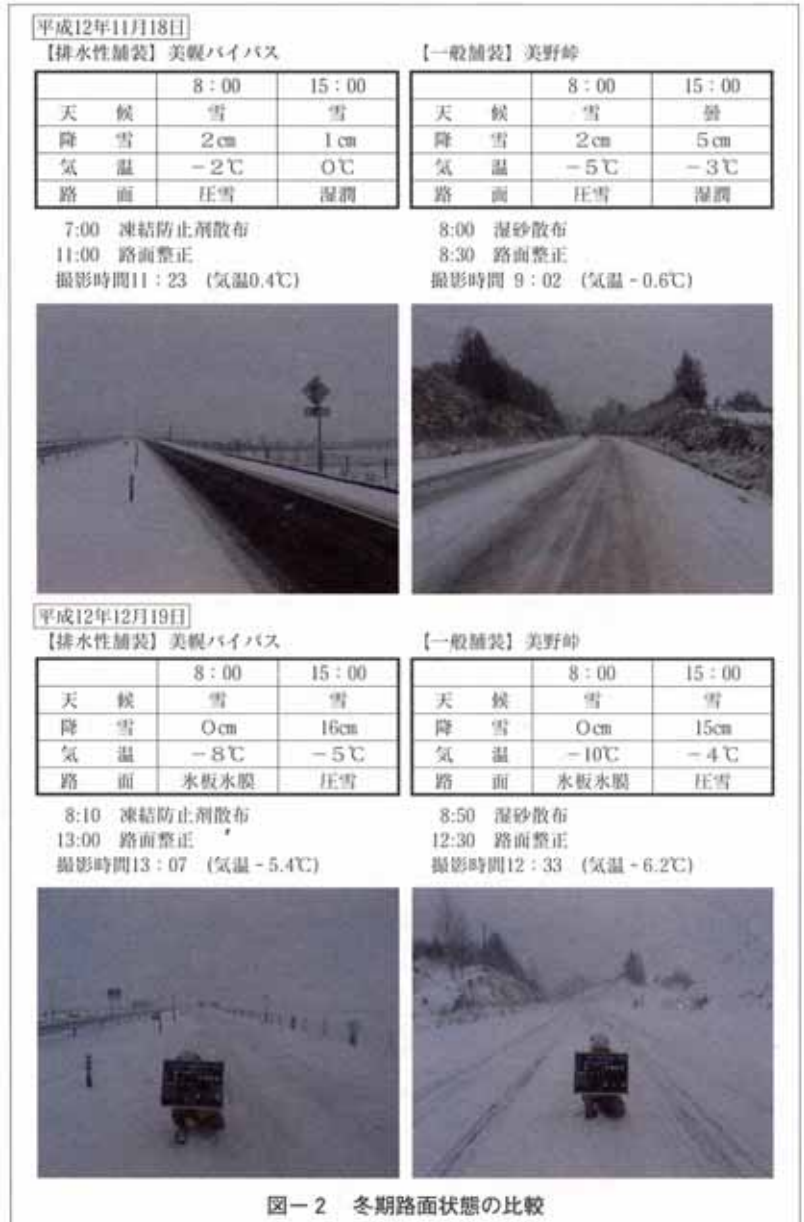 平成12年11月18日
【排水性舗装】美幌バイパス
8：00 15：00
天候 雪 雪
降雪 2cm 1cm
気温 －2℃ 0℃
路面 圧雪 湿潤
7:00 凍結防止剤散布
11:00 路面整正
撮影時間11：23 (気温0.4℃)
【一般舗装】美野峠
8：00 15：00
天候 雪 曇
降雪 2cm 5cm
気温 －5℃ －3℃
路面 圧雪 湿潤
8:00 湿砂散布
8:30 路面整正
撮影時間 9：02 (気温－0.6℃)
平成12年12月19日
【排水性舗装】美幌バイパス
8：00 15：00
天候 雪 雪
降雪 0cm 16cm
気温 －8℃ －5℃
路面 氷板氷膜 圧雪
8:10 凍結防止剤散布
13:00 路面整正
撮影時間13：07 (気温－5.4℃)
【一般舗装】美野峠
8：00 15：00
天候 雪 雪
降雪 0cm 15cm
気温 －10℃ －4℃
路面 氷板氷膜 圧雪
8:50 湿砂散布
12:30 路面整正
撮影時間12：33 (気温－6.2℃)
図－2 冬期路面状態の比較